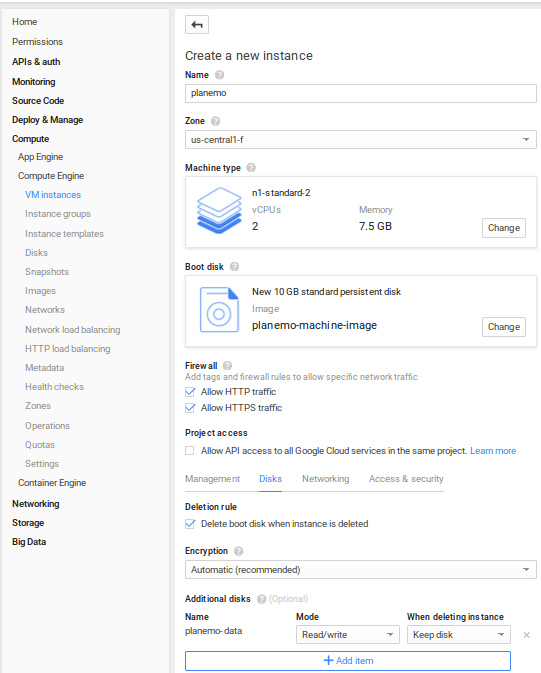 Home
Permissions
APIs & auth
Monitoring
Source Code
Deploy & Manage
Compute
App Engine
Compute Engine
VM instances
Instance groups
Instance templates
Disks
Snapshots
Images
Networks
Network load balancing
HTTP load balancing
Metadata
Health checks
Zones
Operations
Quotas
Settings
Container Engine
Networking
Storage
Big Data
Create a new instance
Name ?
planemo
Zone ?
us-central1-f
Machine type ?
n1-standard-2
vCPUs Memory
2 7.5 GB
Change
Boot disk ?
New 10 GB standard persistent disk
Image
planemo-machine-image
Change
Firewall ?
Add tags and firewall rules to allow specific network traffic
Allow HTTP traffic
Allow HTTPS traffic
Project access
Allow API access to all Google Cloud services in the same project. Learn more
Management Disks Networking Access & security
Deletion rule
Delete boot disk when instance is deleted
Encryption ?
Automatic (recommended)
Additional disks ? (Optional)
Name Mode When deleting instance
planemo-data Read/write Keep disk ×
+ Add item